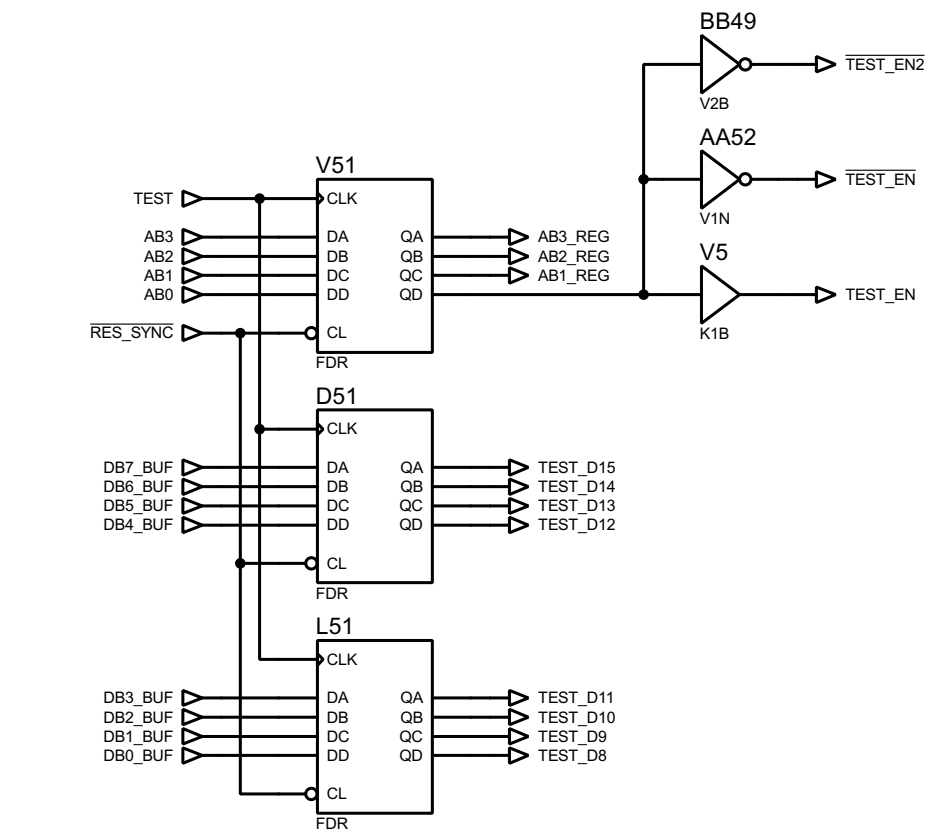 BB49
TEST_EN2
V2B
AA52
TEST_EN
V1N
V51
TEST CLK
AB3 DA QA AB3_REG
AB2 DB QB AB2_REG
AB1 DC QC AB1_REG
AB0 DD QD
V5
TEST_EN
K1B
RES_SYNC CL
FDR
D51
CLK
DB7_BUF DA QA TEST_D15
DB6_BUF DB QB TEST_D14
DB5_BUF DC QC TEST_D13
DB4_BUF DD QD TEST_D12
CL
FDR
L51
CLK
DB3_BUF DA QA TEST_D11
DB2_BUF DB QB TEST_D10
DB1_BUF DC QC TEST_D9
DB0_BUF DD QD TEST_D8
CL
FDR